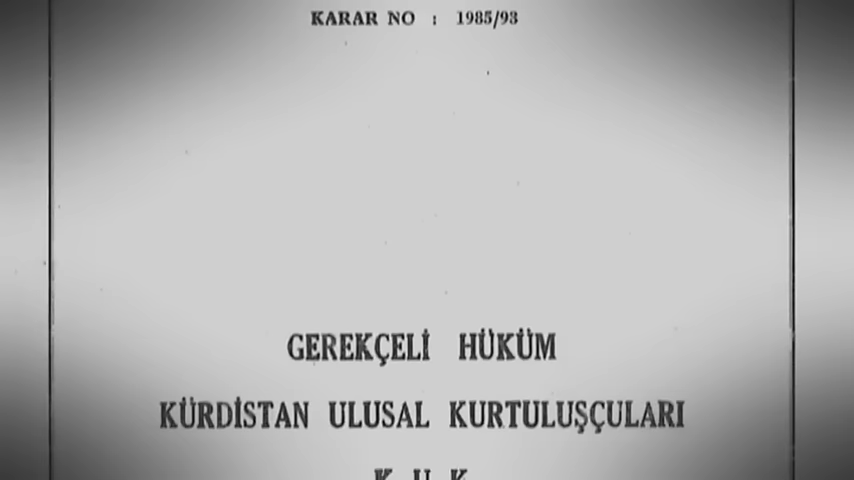 KARAR NO : 1985/93
GEREKÇELİ HÜKÜM
KÜRDİSTAN ULUSAL KURTULUŞÇULARI
K U K